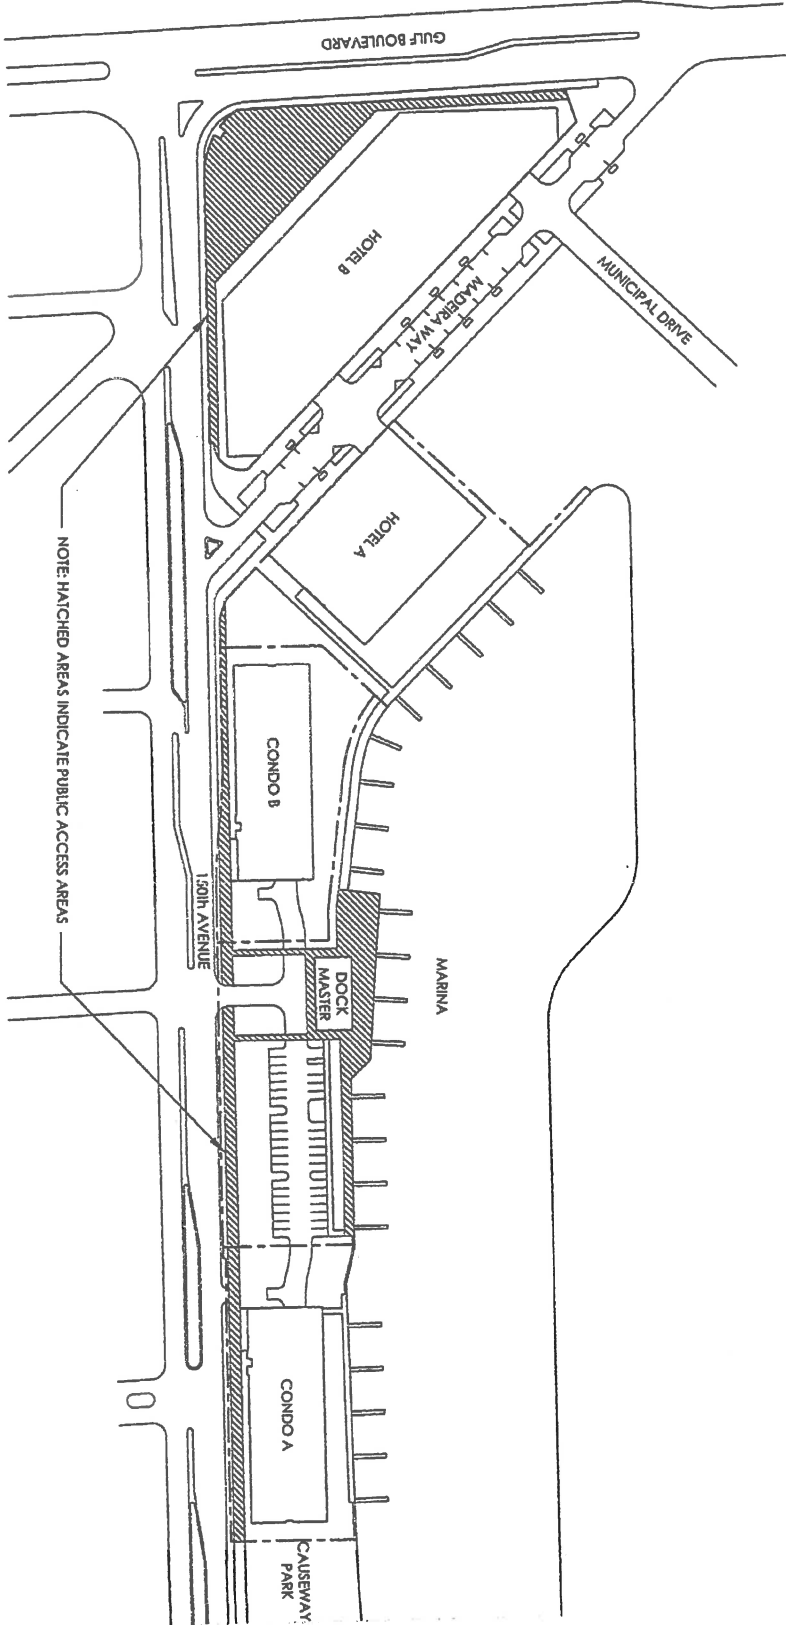 GULF BOULEVARD
HOTEL B
MADEIRA WAY
MUNICIPAL DRIVE
HOTEL A
NOTE: HATCHED AREAS INDICATE PUBLIC ACCESS AREAS
CONDO B
150th AVENUE
DOCK
MASTER
MARINA
CONDO A
CAUSEWAY
PARK